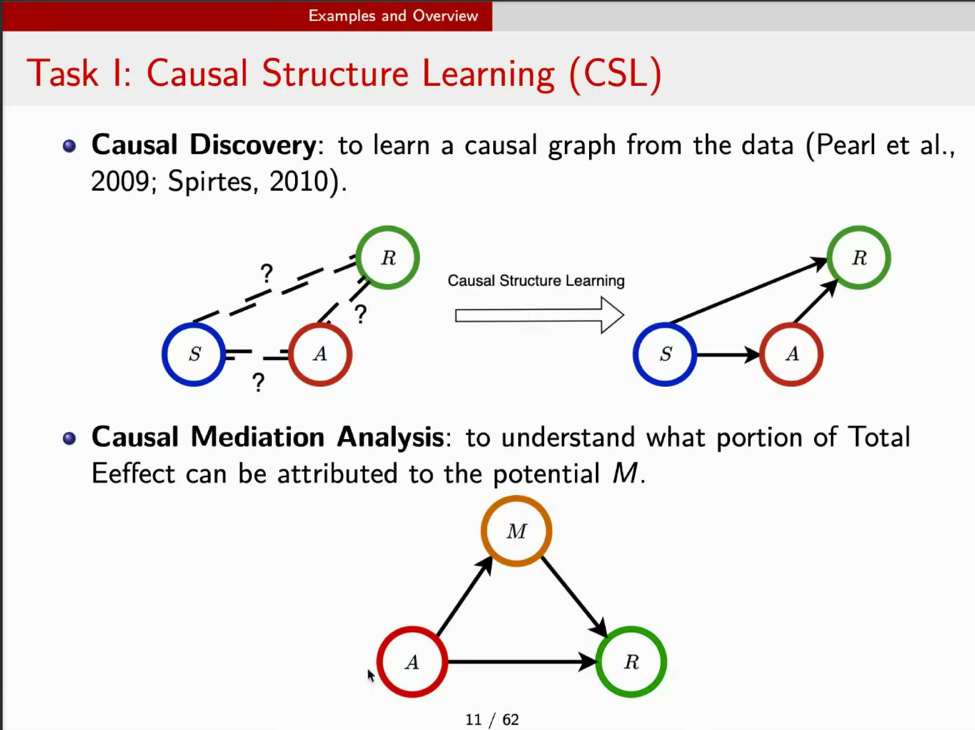 Examples and Overview
Task I: Causal Structure Learning (CSL)
Causal Discovery: to learn a causal graph from the data (Pearl et al.,
2009; Spirtes, 2010).
R
?
?
S
A
?
Causal Structure Learning
R
S
A
Causal Mediation Analysis: to understand what portion of Total
Eeffect can be attributed to the potential M.
M
A
R
11 / 62